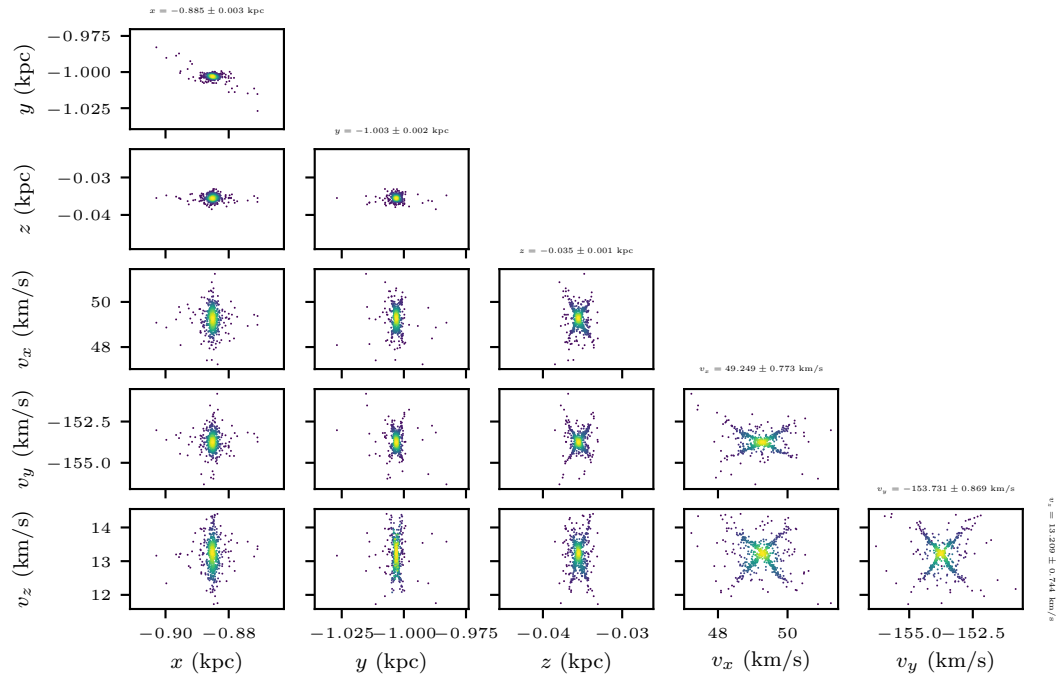 x = −0.885 ± 0.003 kpc
−0.975
−1.000
−1.025
y (kpc)
y = −1.003 ± 0.002 kpc
−0.03
−0.04
z (kpc)
z = −0.035 ± 0.001 kpc
50
48
v_x (km/s)
v_x = 49.249 ± 0.773 km/s
−152.5
−155.0
v_y (km/s)
v_y = −153.731 ± 0.869 km/s
14
13
12
v_z (km/s)
v_z = 13.209 ± 0.744 km/s
−0.90 −0.88 −1.025 −1.000 −0.975 −0.04 −0.03 48 50 −155.0 −152.5
x (kpc) y (kpc) z (kpc) v_x (km/s) v_y (km/s)